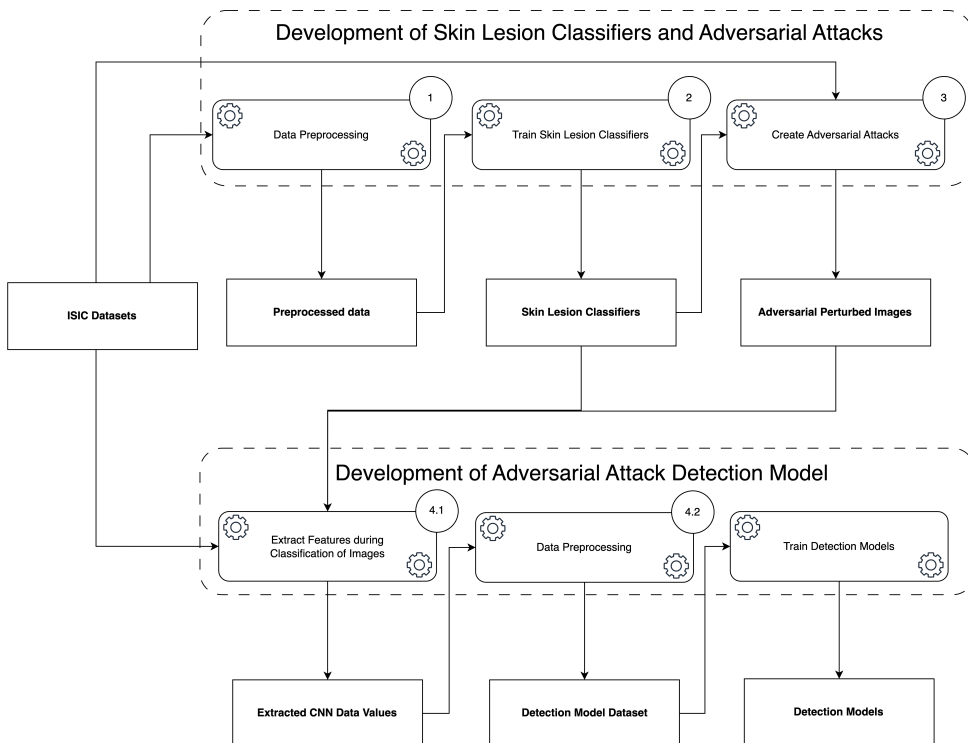 Development of Skin Lesion Classifiers and Adversarial Attacks
1
2
3
Data Preprocessing
Train Skin Lesion Classifiers
Create Adversarial Attacks
ISIC Datasets
Preprocessed data
Skin Lesion Classifiers
Adversarial Perturbed Images
Development of Adversarial Attack Detection Model
4.1
4.2
Extract Features during
Classification of Images
Data Preprocessing
Train Detection Models
Extracted CNN Data Values
Detection Model Dataset
Detection Models